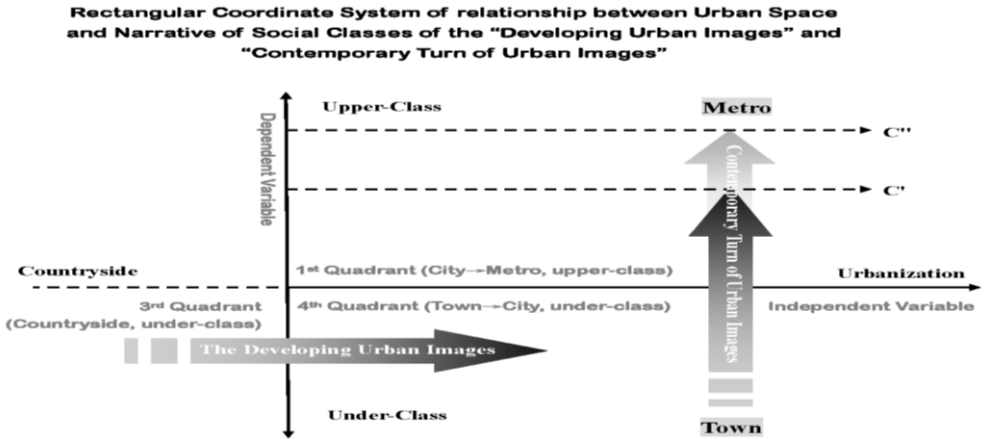 Rectangular Coordinate System of relationship between Urban Space
and Narrative of Social Classes of the “Developing Urban Images” and
“Contemporary Turn of Urban Images”
Upper-Class
Metro
Dependent Variable
C''
C'
Contemporary Turn of Urban Images
Countryside
1st Quadrant (City→Metro, upper-class)
Urbanization
3rd Quadrant
(Countryside, under-class)
4th Quadrant (Town→City, under-class)
Independent Variable
The Developing Urban Images
Under-Class
Town